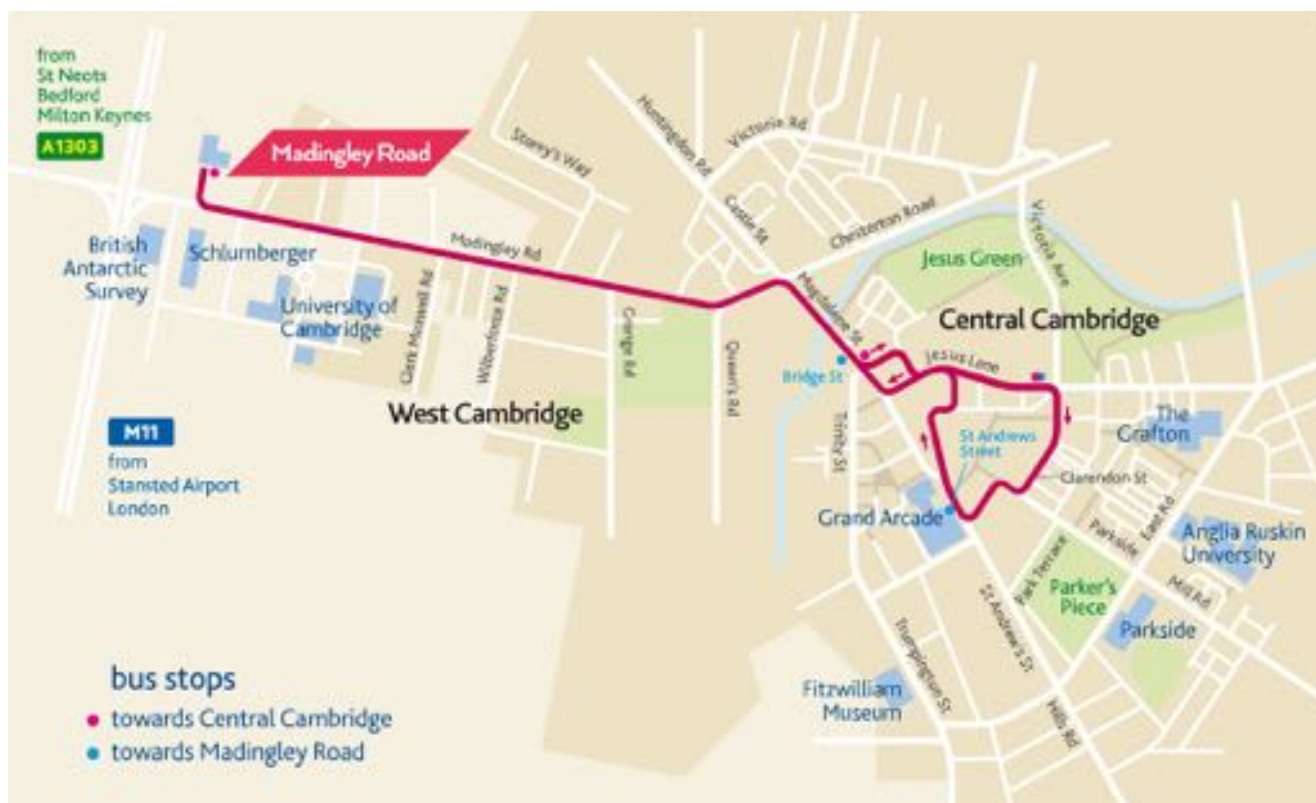 from
St Neots
Bedford
Milton Keynes
A1303
Madingley Road
Storey's Way
Huntingdon Rd
Victoria Rd
Castle St
Chesterton Road
Victoria Ave
Jesus Green
British
Antarctic
Survey
Schlumberger
Madingley Rd
University of
Cambridge
Clerk Maxwell Rd
Wilberforce Rd
Grange Rd
Queen's Rd
Magdalene St
Central Cambridge
Jesus Lane
Bridge St
West Cambridge
Trinity St
St Andrews
Street
The
Grafton
Clarendon St
M11
from
Stansted Airport
London
Grand Arcade
Parkside
East Rd
Anglia Ruskin
University
Park Terrace
Parker's
Piece
Mill Rd
Parkside
St Andrew's St
Trumpington St
Fitzwilliam
Museum
Hills Rd
bus stops
towards Central Cambridge
towards Madingley Road